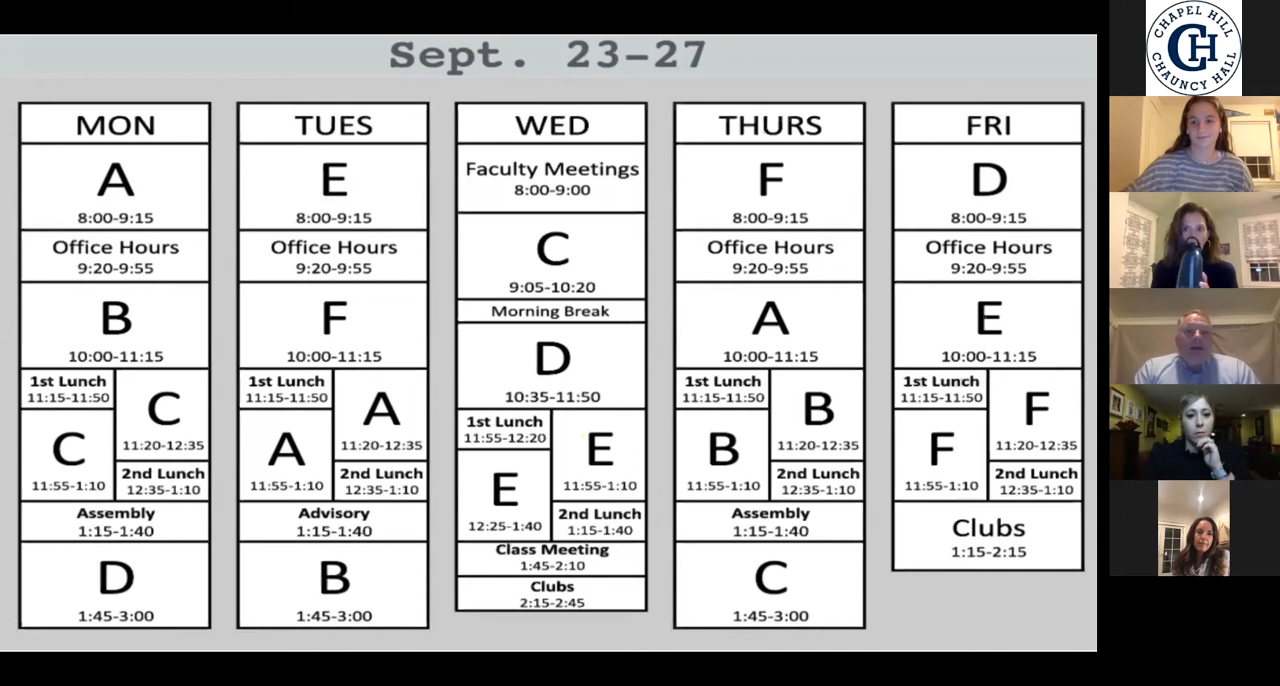 Sept. 23-27
MON
A
8:00-9:15
Office Hours
9:20-9:55
B
10:00-11:15
1st Lunch
11:15-11:50
C
11:55-1:10
C
11:20-12:35
2nd Lunch
12:35-1:10
Assembly
1:15-1:40
D
1:45-3:00
TUES
E
8:00-9:15
Office Hours
9:20-9:55
F
10:00-11:15
1st Lunch
11:15-11:50
A
11:55-1:10
A
11:20-12:35
2nd Lunch
12:35-1:10
Advisory
1:15-1:40
B
1:45-3:00
WED
Faculty Meetings
8:00-9:00
C
9:05-10:20
Morning Break
D
10:35-11:50
1st Lunch
11:55-12:20
E
12:25-1:40
E
11:55-1:10
2nd Lunch
1:15-1:40
Class Meeting
1:45-2:10
Clubs
2:15-2:45
THURS
F
8:00-9:15
Office Hours
9:20-9:55
A
10:00-11:15
1st Lunch
11:15-11:50
B
11:55-1:10
B
11:20-12:35
2nd Lunch
12:35-1:10
Assembly
1:15-1:40
C
1:45-3:00
FRI
D
8:00-9:15
Office Hours
9:20-9:55
E
10:00-11:15
1st Lunch
11:15-11:50
F
11:55-1:10
F
11:20-12:35
2nd Lunch
12:35-1:10
Clubs
1:15-2:15
CHAPEL HILL
CH
CHAUNCY HALL